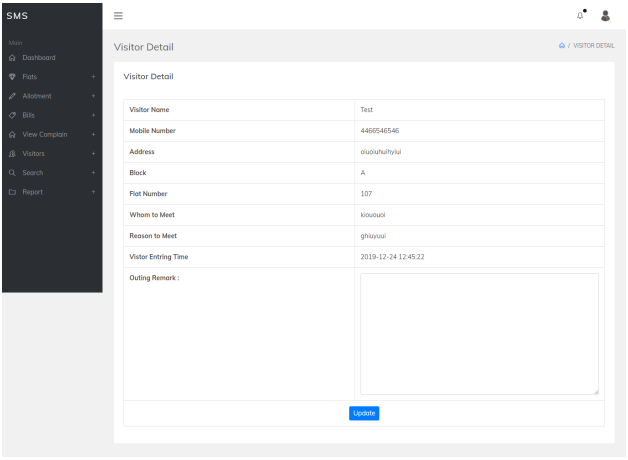 SMS
Main
Dashboard
Flats +
Allotment +
Bills +
View Complain +
Visitors +
Search +
Report +
Visitor Detail
/ VISITOR DETAIL
Visitor Detail
Visitor Name Test
Mobile Number 4466546546
Address oiuoiuhuihyiui
Block A
Flat Number 107
Whom to Meet kiouououoi
Reason to Meet ghiuyuui
Vistor Entring Time 2019-12-24 12:45:22
Outing Remark :
Update